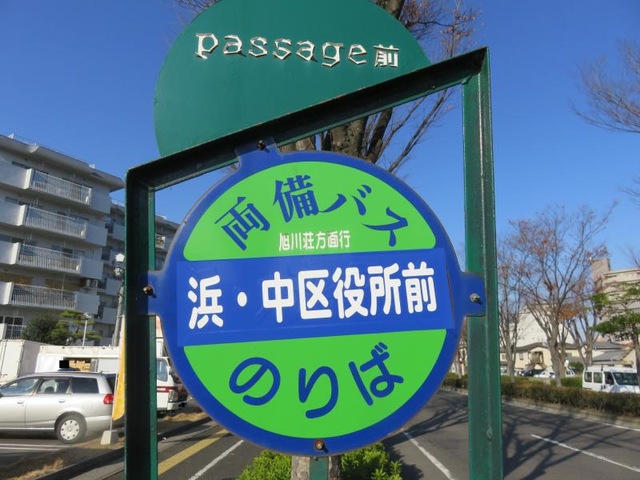 passage前
両備バス
旭川荘方面行
浜・中区役所前
のりば